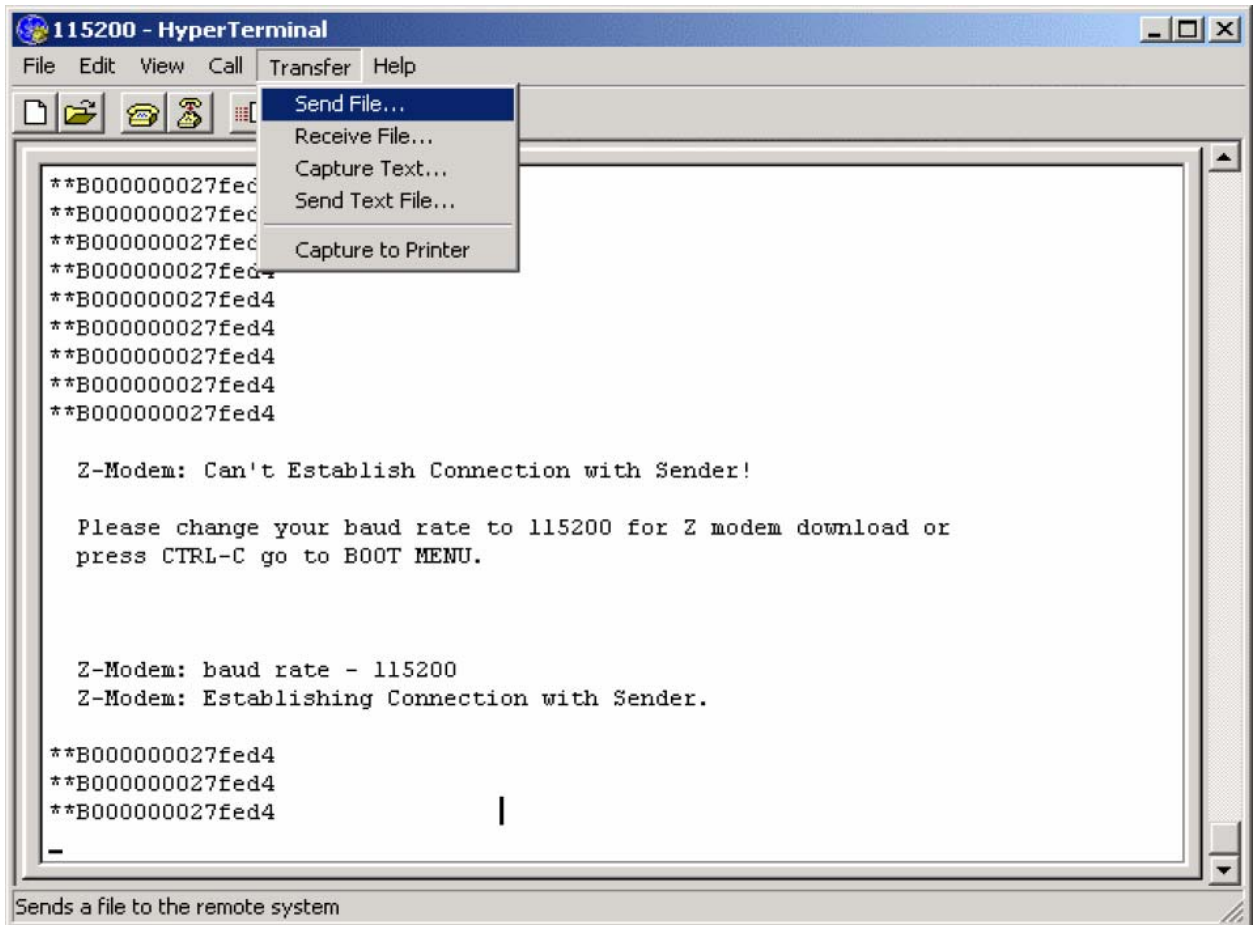 115200 - HyperTerminal
File Edit View Call Transfer Help
Send File...
Receive File...
Capture Text...
Send Text File...
Capture to Printer
**B000000027fed
**B000000027fed
**B000000027fed
**B000000027fed4
**B000000027fed4
**B000000027fed4
**B000000027fed4
**B000000027fed4
**B000000027fed4
Z-Modem: Can't Establish Connection with Sender!
Please change your baud rate to 115200 for Z modem download or
press CTRL-C go to BOOT MENU.
Z-Modem: baud rate - 115200
Z-Modem: Establishing Connection with Sender.
**B000000027fed4
**B000000027fed4
**B000000027fed4
Sends a file to the remote system